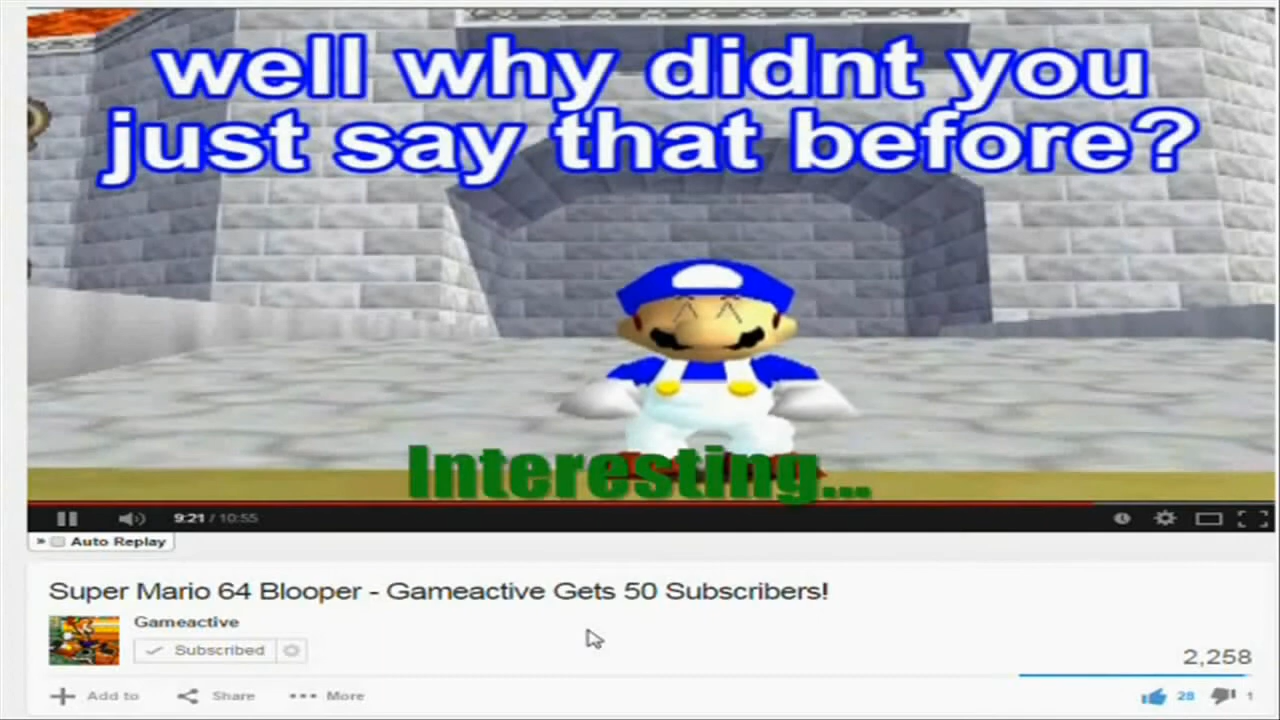 well why didnt you
just say that before?
Interesting...
9:21 / 10:55
» Auto Replay
Super Mario 64 Blooper - Gameactive Gets 50 Subscribers!
Gameactive
Subscribed
2,258
Add to Share More
28 1